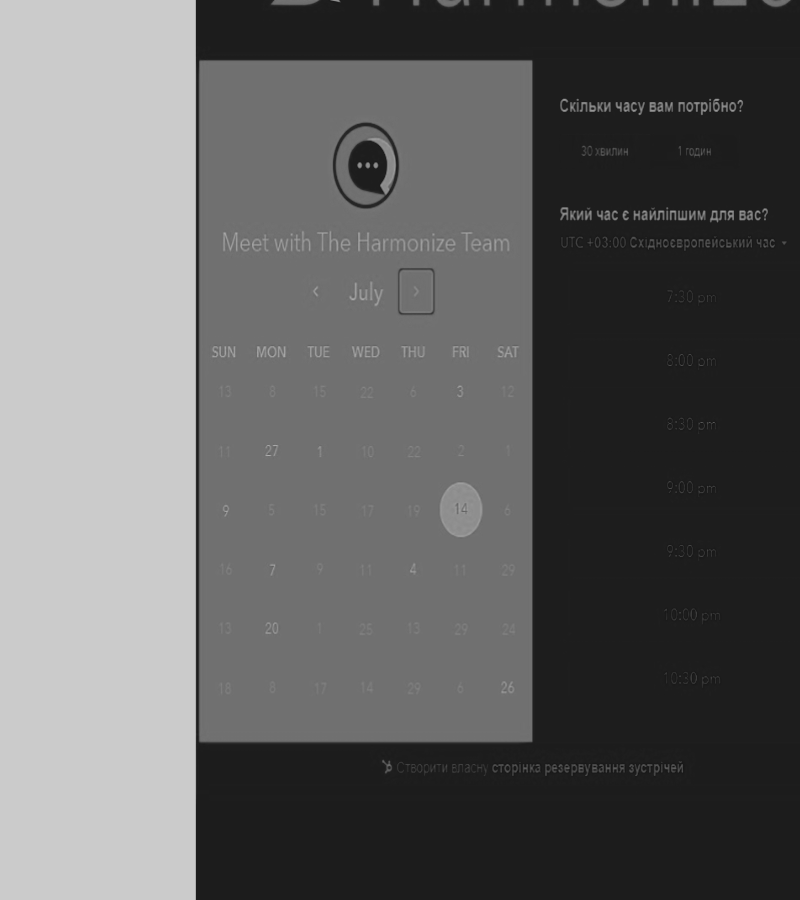 Meet with The Harmonize Team
July
SUN MON TUE WED THU FRI SAT
13 8 15 22 6 3 12
11 27 1 10 22 2 1
9 5 15 17 19 14 6
16 7 9 11 4 11 29
13 20 1 25 13 29 24
18 8 17 14 29 6 26
Скільки часу вам потрібно?
30 хвилин 1 годин
Який час є найліпшим для вас?
UTC +03:00 Східноєвропейський час
7:30 pm
8:00 pm
8:30 pm
9:00 pm
9:30 pm
10:00 pm
10:30 pm
Створити власну сторінка резервування зустрічей